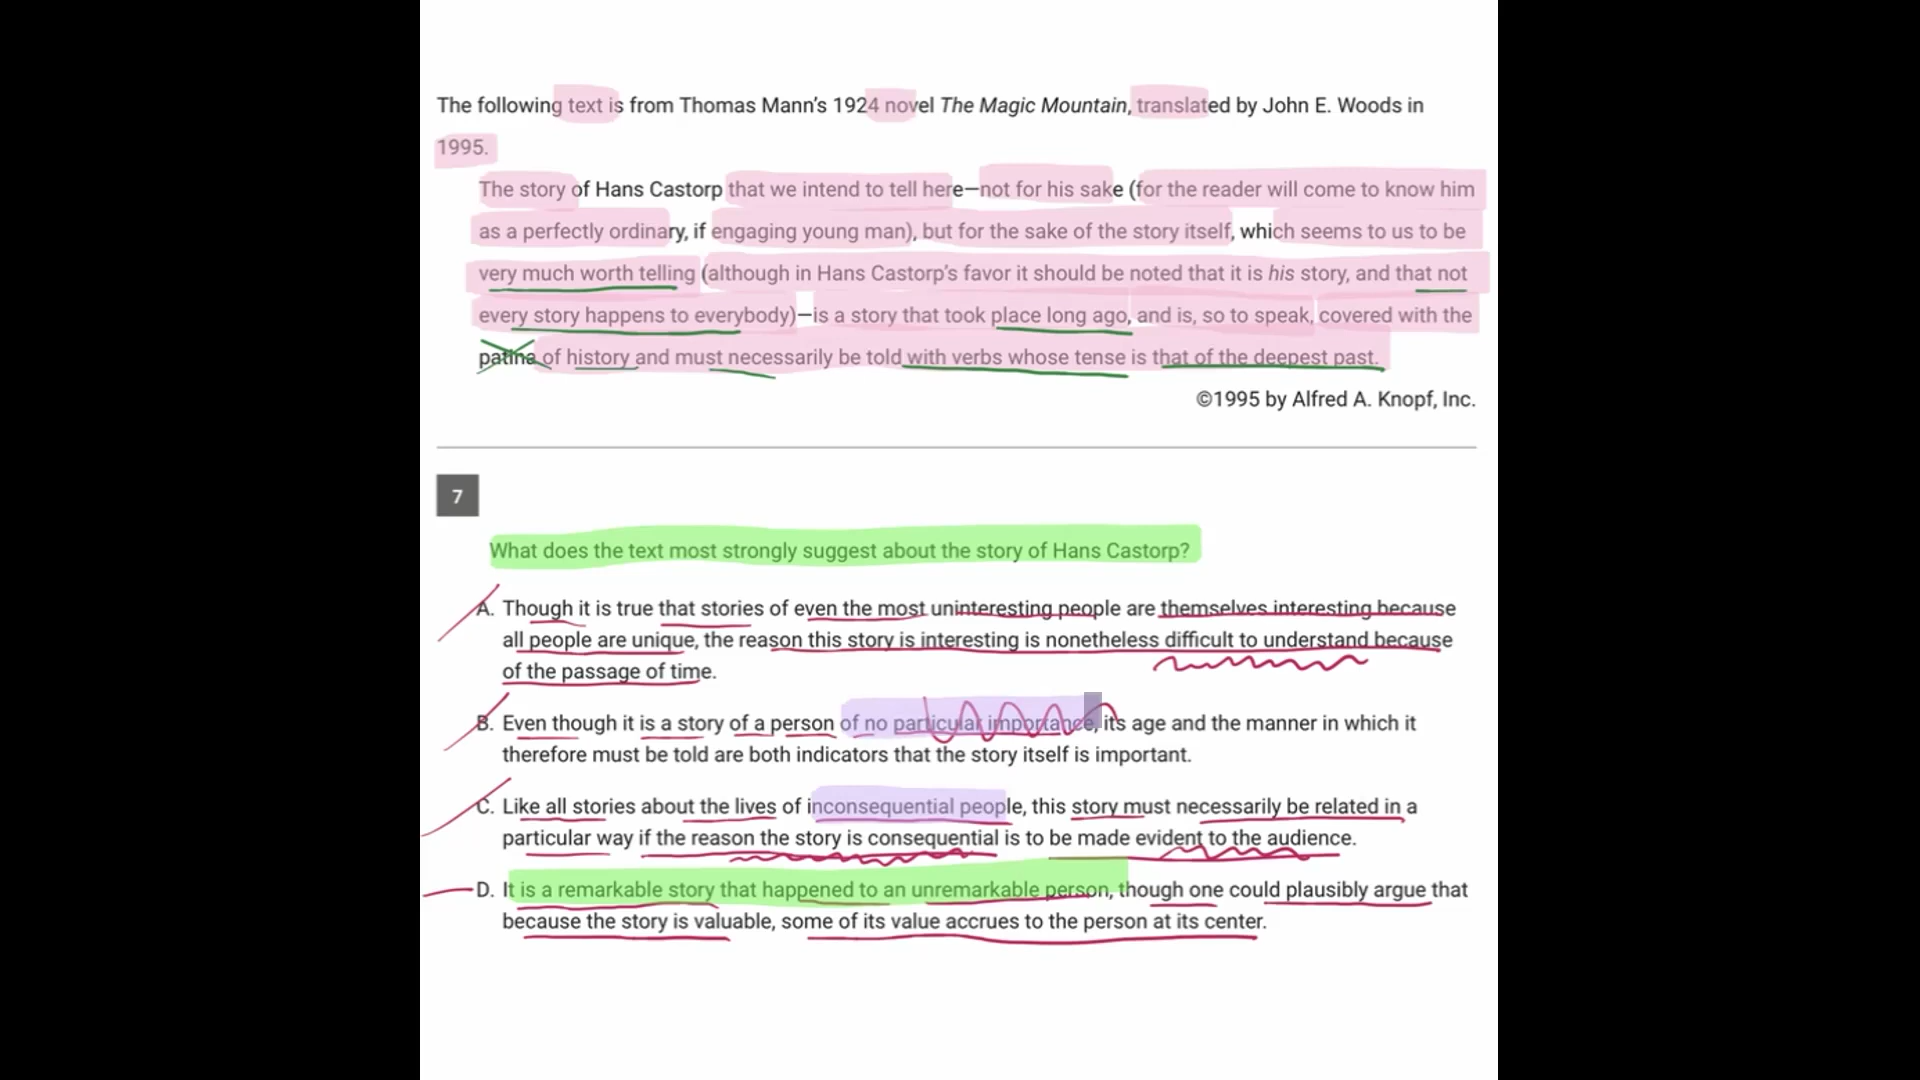 The following text is from Thomas Mann's 1924 novel The Magic Mountain, translated by John E. Woods in
1995.
The story of Hans Castorp that we intend to tell here—not for his sake (for the reader will come to know him
as a perfectly ordinary, if engaging young man), but for the sake of the story itself, which seems to us to be
very much worth telling (although in Hans Castorp's favor it should be noted that it is his story, and that not
every story happens to everybody)—is a story that took place long ago, and is, so to speak, covered with the
patina of history and must necessarily be told with verbs whose tense is that of the deepest past.
©1995 by Alfred A. Knopf, Inc.
7
What does the text most strongly suggest about the story of Hans Castorp?
A. Though it is true that stories of even the most uninteresting people are themselves interesting because
all people are unique, the reason this story is interesting is nonetheless difficult to understand because
of the passage of time.
B. Even though it is a story of a person of no particular importance, its age and the manner in which it
therefore must be told are both indicators that the story itself is important.
C. Like all stories about the lives of inconsequential people, this story must necessarily be related in a
particular way if the reason the story is consequential is to be made evident to the audience.
D. It is a remarkable story that happened to an unremarkable person, though one could plausibly argue that
because the story is valuable, some of its value accrues to the person at its center.